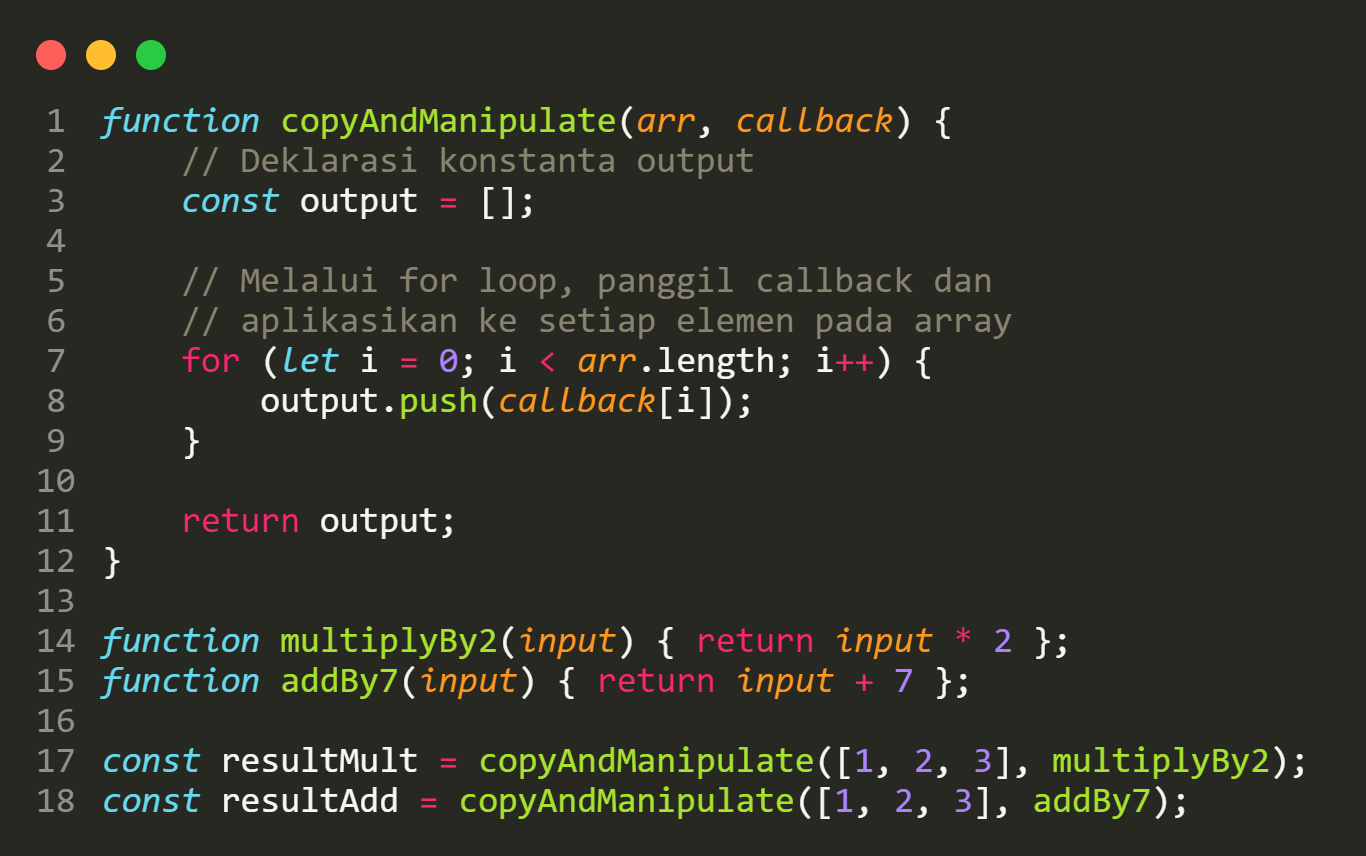 1 function copyAndManipulate(arr, callback) {
2     // Deklarasi konstanta output
3     const output = [];
4
5     // Melalui for loop, panggil callback dan
6     // aplikasikan ke setiap elemen pada array
7     for (let i = 0; i < arr.length; i++) {
8         output.push(callback[i]);
9     }
10
11     return output;
12 }
13
14 function multiplyBy2(input) { return input * 2 };
15 function addBy7(input) { return input + 7 };
16
17 const resultMult = copyAndManipulate([1, 2, 3], multiplyBy2);
18 const resultAdd = copyAndManipulate([1, 2, 3], addBy7);